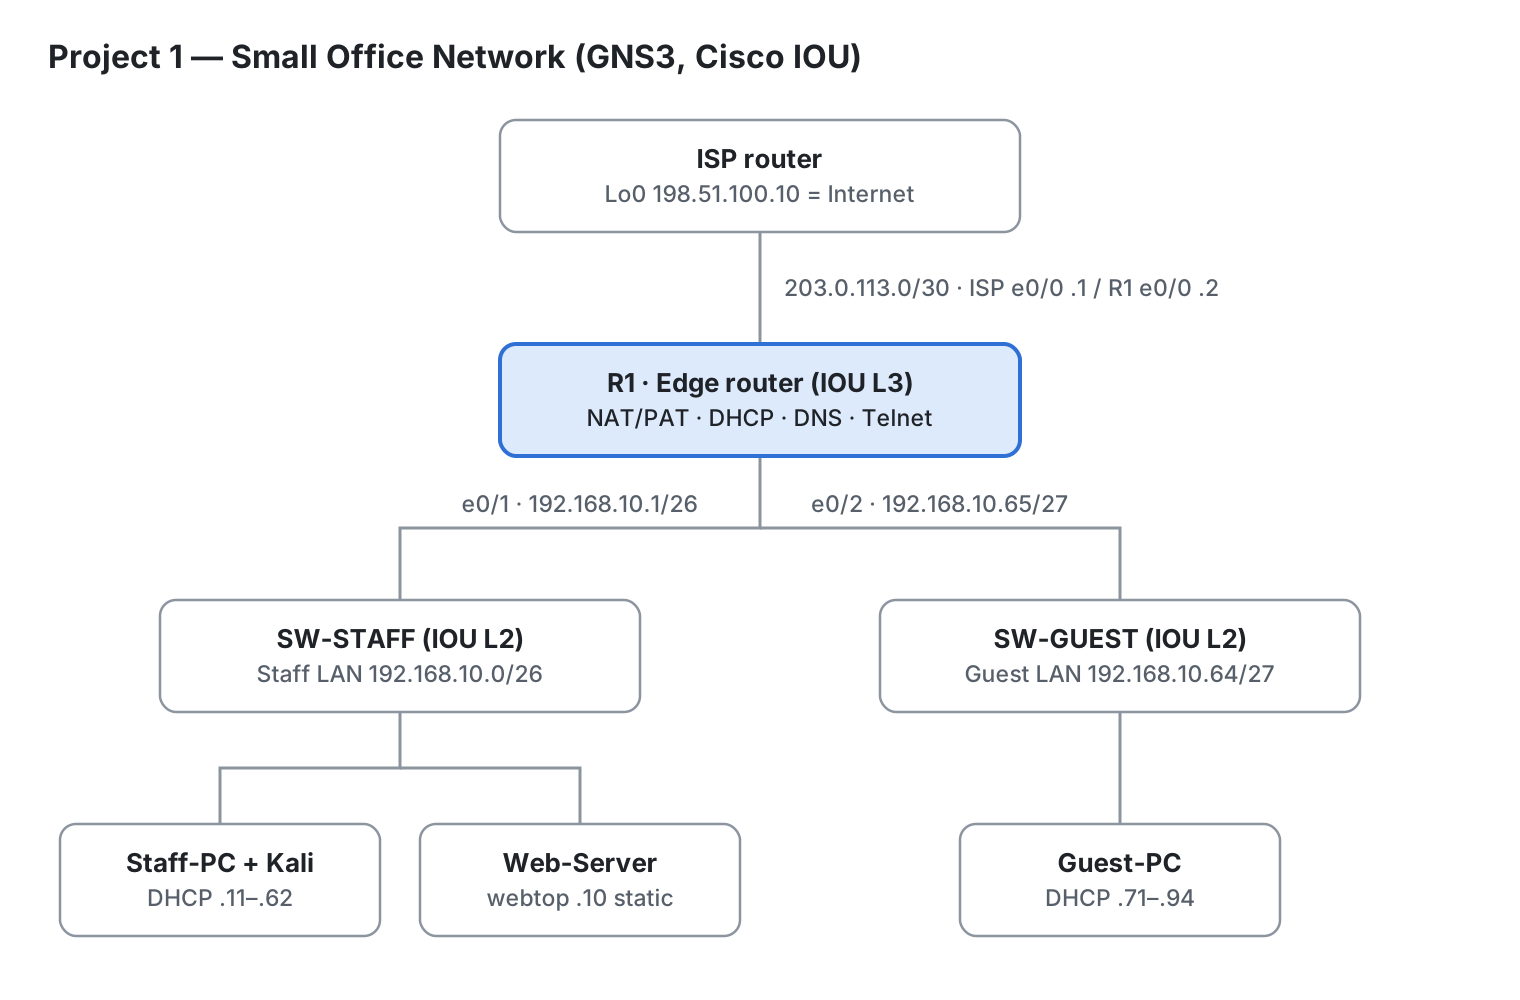 Project 1 — Small Office Network (GNS3, Cisco IOU)
ISP router
Lo0 198.51.100.10 = Internet
203.0.113.0/30 · ISP e0/0 .1 / R1 e0/0 .2
R1 · Edge router (IOU L3)
NAT/PAT · DHCP · DNS · Telnet
e0/1 · 192.168.10.1/26
e0/2 · 192.168.10.65/27
SW-STAFF (IOU L2)
Staff LAN 192.168.10.0/26
SW-GUEST (IOU L2)
Guest LAN 192.168.10.64/27
Staff-PC + Kali
DHCP .11–.62
Web-Server
webtop .10 static
Guest-PC
DHCP .71–.94